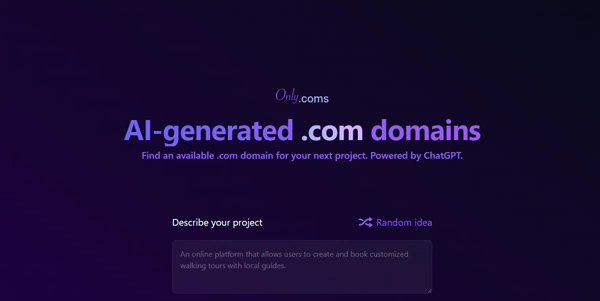 Only.coms
AI-generated .com domains
Find an available .com domain for your next project. Powered by ChatGPT.
Describe your project
Random idea
An online platform that allows users to create and book customized
walking tours with local guides.